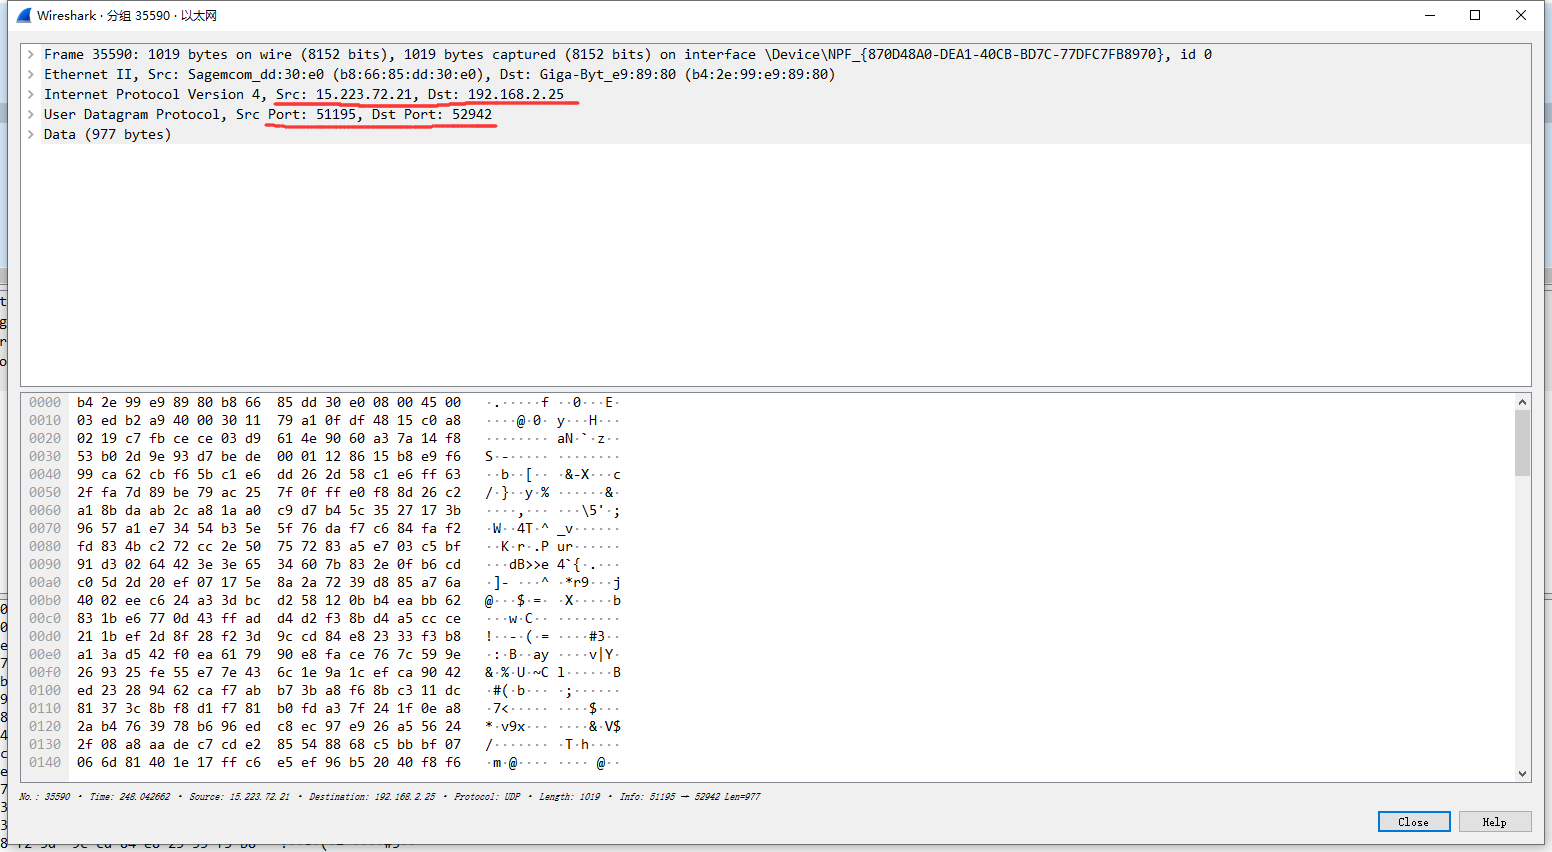 Wireshark · 分组 35590 · 以太网
Frame 35590: 1019 bytes on wire (8152 bits), 1019 bytes captured (8152 bits) on interface \Device\NPF_{870D48A0-DEA1-40CB-BD7C-77DFC7FB8970}, id 0
Ethernet II, Src: Sagemcom_dd:30:e0 (b8:66:85:dd:30:e0), Dst: Giga-Byt_e9:89:80 (b4:2e:99:e9:89:80)
Internet Protocol Version 4, Src: 15.223.72.21, Dst: 192.168.2.25
User Datagram Protocol, Src Port: 51195, Dst Port: 52942
Data (977 bytes)
0000 b4 2e 99 e9 89 80 b8 66 85 dd 30 e0 08 00 45 00 ·.·····f ··0···E·
0010 03 ed b2 a9 40 00 30 11 79 a1 0f df 48 15 c0 a8 ····@·0· y···H···
0020 02 19 c7 fb ce ce 03 d9 61 4e 90 60 a3 7a 14 f8 ········ aN·`·z··
0030 53 b0 2d 9e 93 d7 be de 00 01 12 86 15 b8 e9 f6 S·-····· ········
0040 99 ca 62 cb f6 5b c1 e6 dd 26 2d 58 c1 e6 ff 63 ··b··[·· ·&-X···c
0050 2f fa 7d 89 be 79 ac 25 7f 0f ff e0 f8 8d 26 c2 /·}··y·% ······&·
0060 a1 8b da ab 2c a8 1a a0 c9 d7 b4 5c 35 27 17 3b ····,··· ···\5'·;
0070 96 57 a1 e7 34 54 b3 5e 5f 76 da f7 c6 84 fa f2 ·W··4T·^ _v······
0080 fd 83 4b c2 72 cc 2e 50 75 72 83 a5 e7 03 c5 bf ··K·r·.P ur······
0090 91 d3 02 64 42 3e 3e 65 34 60 7b 83 2e 0f b6 cd ···dB>>e 4`{·.···
00a0 c0 5d 2d 20 ef 07 17 5e 8a 2a 72 39 d8 85 a7 6a ·]- ···^ ·*r9···j
00b0 40 02 ee c6 24 a3 3d bc d2 58 12 0b b4 ea bb 62 @···$·=· ·X·····b
00c0 83 1b e6 77 0d 43 ff ad d4 d2 f3 8b d4 a5 cc ce ···w·C·· ········
00d0 21 1b ef 2d 8f 28 f2 3d 9c cd 84 e8 23 33 f3 b8 !··-·(·= ····#3··
00e0 a1 3a d5 42 f0 ea 61 79 90 e8 fa ce 76 7c 59 9e ·:·B··ay ····v|Y·
00f0 26 93 25 fe 55 e7 7e 43 6c 1e 9a 1c ef ca 90 42 &·%·U·~C l······B
0100 ed 23 28 94 62 ca f7 ab b7 3b a8 f6 8b c3 11 dc ·#(·b··· ·;······
0110 81 37 3c 8b f8 d1 f7 81 b0 fd a3 7f 24 1f 0e a8 ·7<····· ····$···
0120 2a b4 76 39 78 b6 96 ed c8 ec 97 e9 26 a5 56 24 *·v9x··· ····&·V$
0130 2f 08 a8 aa de c7 cd e2 85 54 88 68 c5 bb bf 07 /······· ·T·h····
0140 06 6d 81 40 1e 17 ff c6 e5 ef 96 b5 20 40 f8 f6 ·m·@···· ···· @··
No.: 35590 · Time: 248.042662 · Source: 15.223.72.21 · Destination: 192.168.2.25 · Protocol: UDP · Length: 1019 · Info: 51195 → 52942 Len=977
Close Help